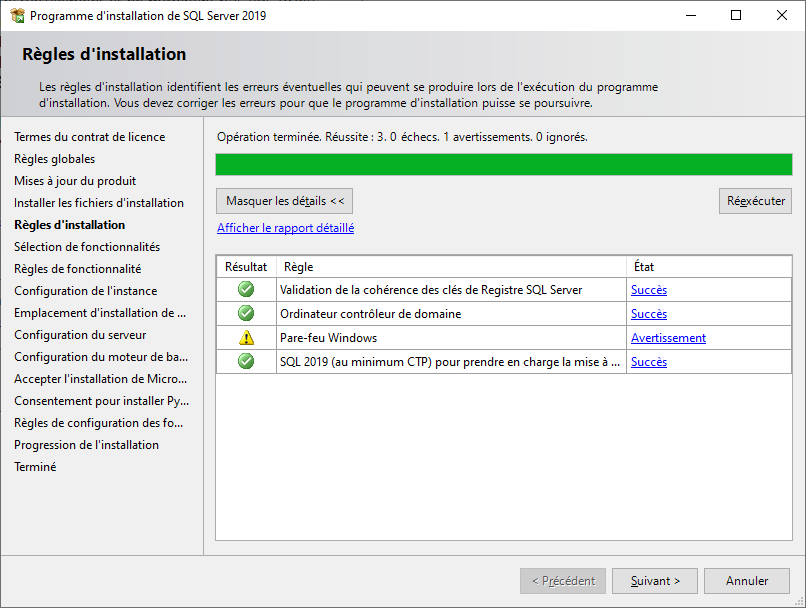 Programme d'installation de SQL Server 2019
Règles d'installation
Les règles d'installation identifient les erreurs éventuelles qui peuvent se produire lors de l'exécution du programme
d'installation. Vous devez corriger les erreurs pour que le programme d'installation puisse se poursuivre.
Termes du contrat de licence
Règles globales
Mises à jour du produit
Installer les fichiers d'installation
Règles d'installation
Sélection de fonctionnalités
Règles de fonctionnalité
Configuration de l'instance
Emplacement d'installation de ...
Configuration du serveur
Configuration du moteur de ba...
Accepter l'installation de Micro...
Consentement pour installer Py...
Règles de configuration des fo...
Progression de l'installation
Terminé
Opération terminée. Réussite : 3. 0 échecs. 1 avertissements. 0 ignorés.
Masquer les détails << Réexécuter
Afficher le rapport détaillé
Résultat Règle État
Validation de la cohérence des clés de Registre SQL Server Succès
Ordinateur contrôleur de domaine Succès
Pare-feu Windows Avertissement
SQL 2019 (au minimum CTP) pour prendre en charge la mise à ... Succès
< Précédent Suivant > Annuler